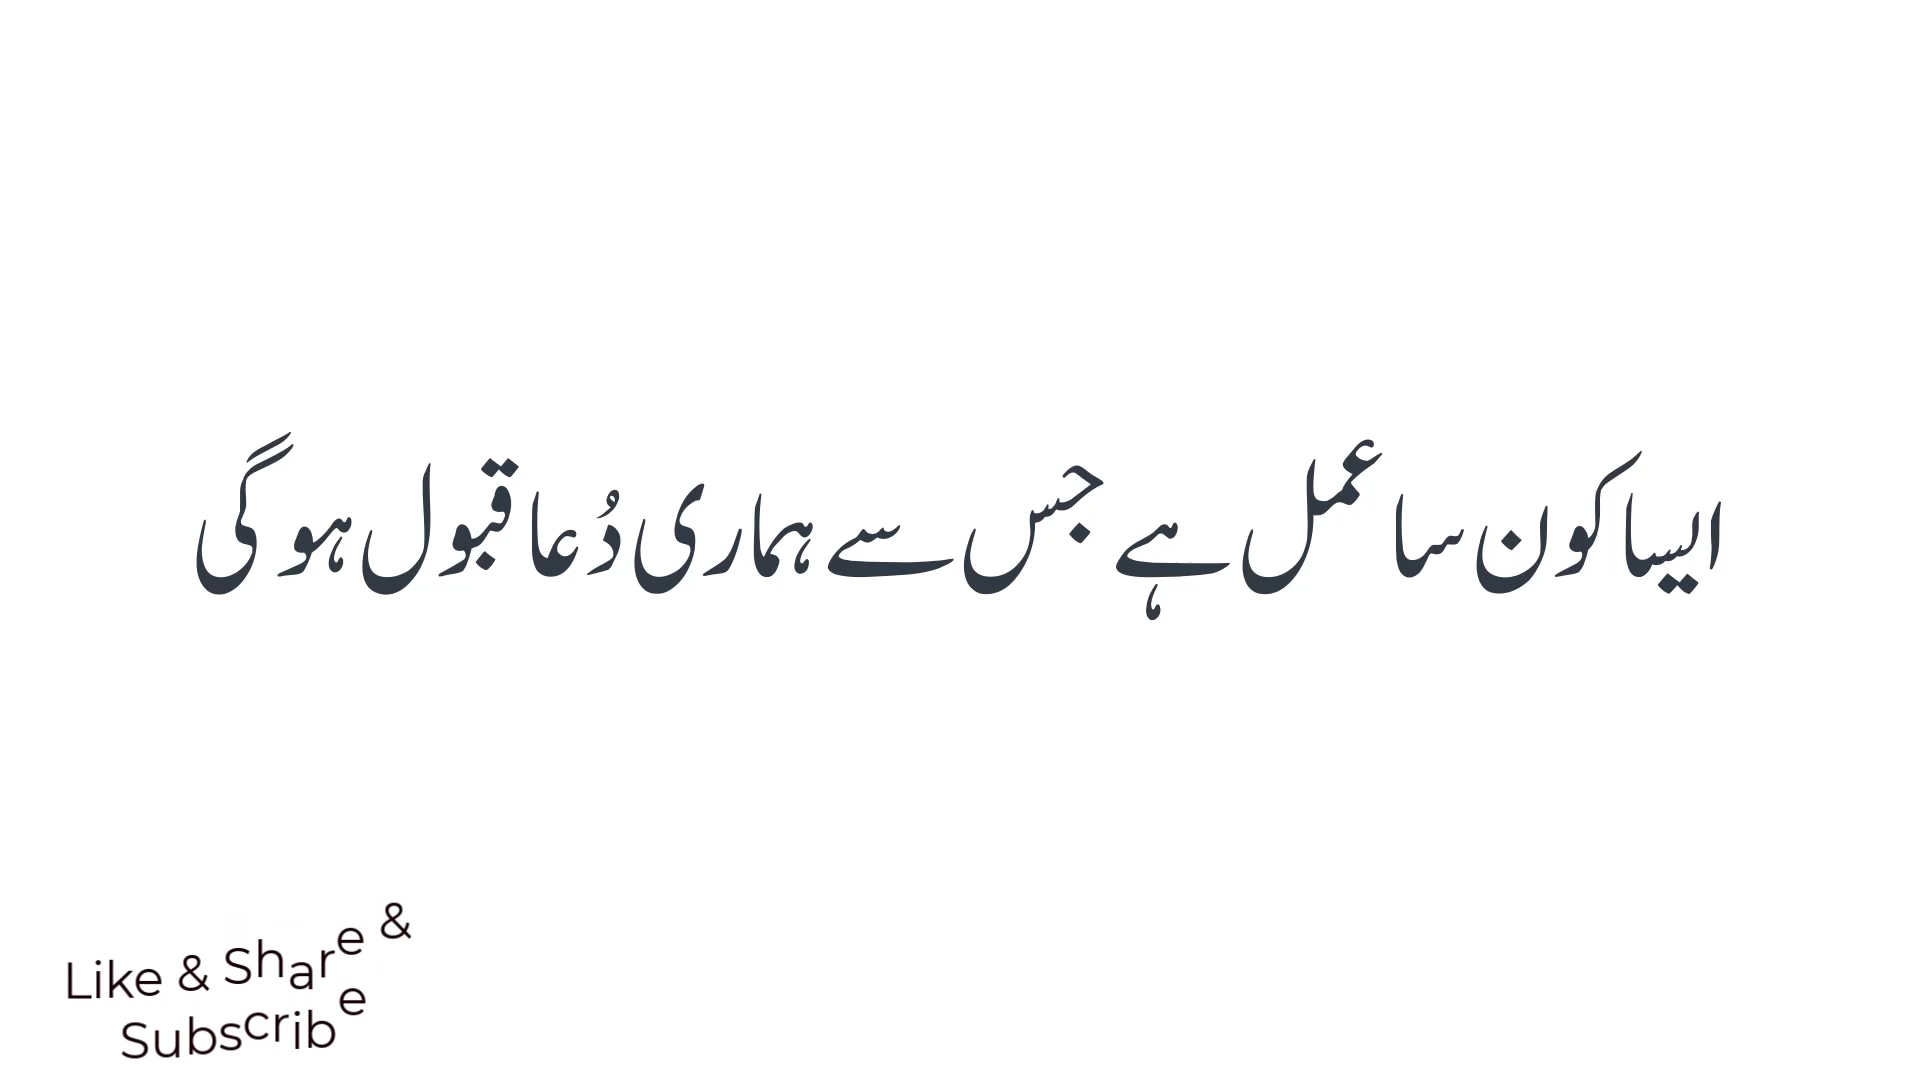 ایسا کون سا عمل ہے جس سے ہماری دُعا قبول ہو گی
Like & Share &
Subscribe